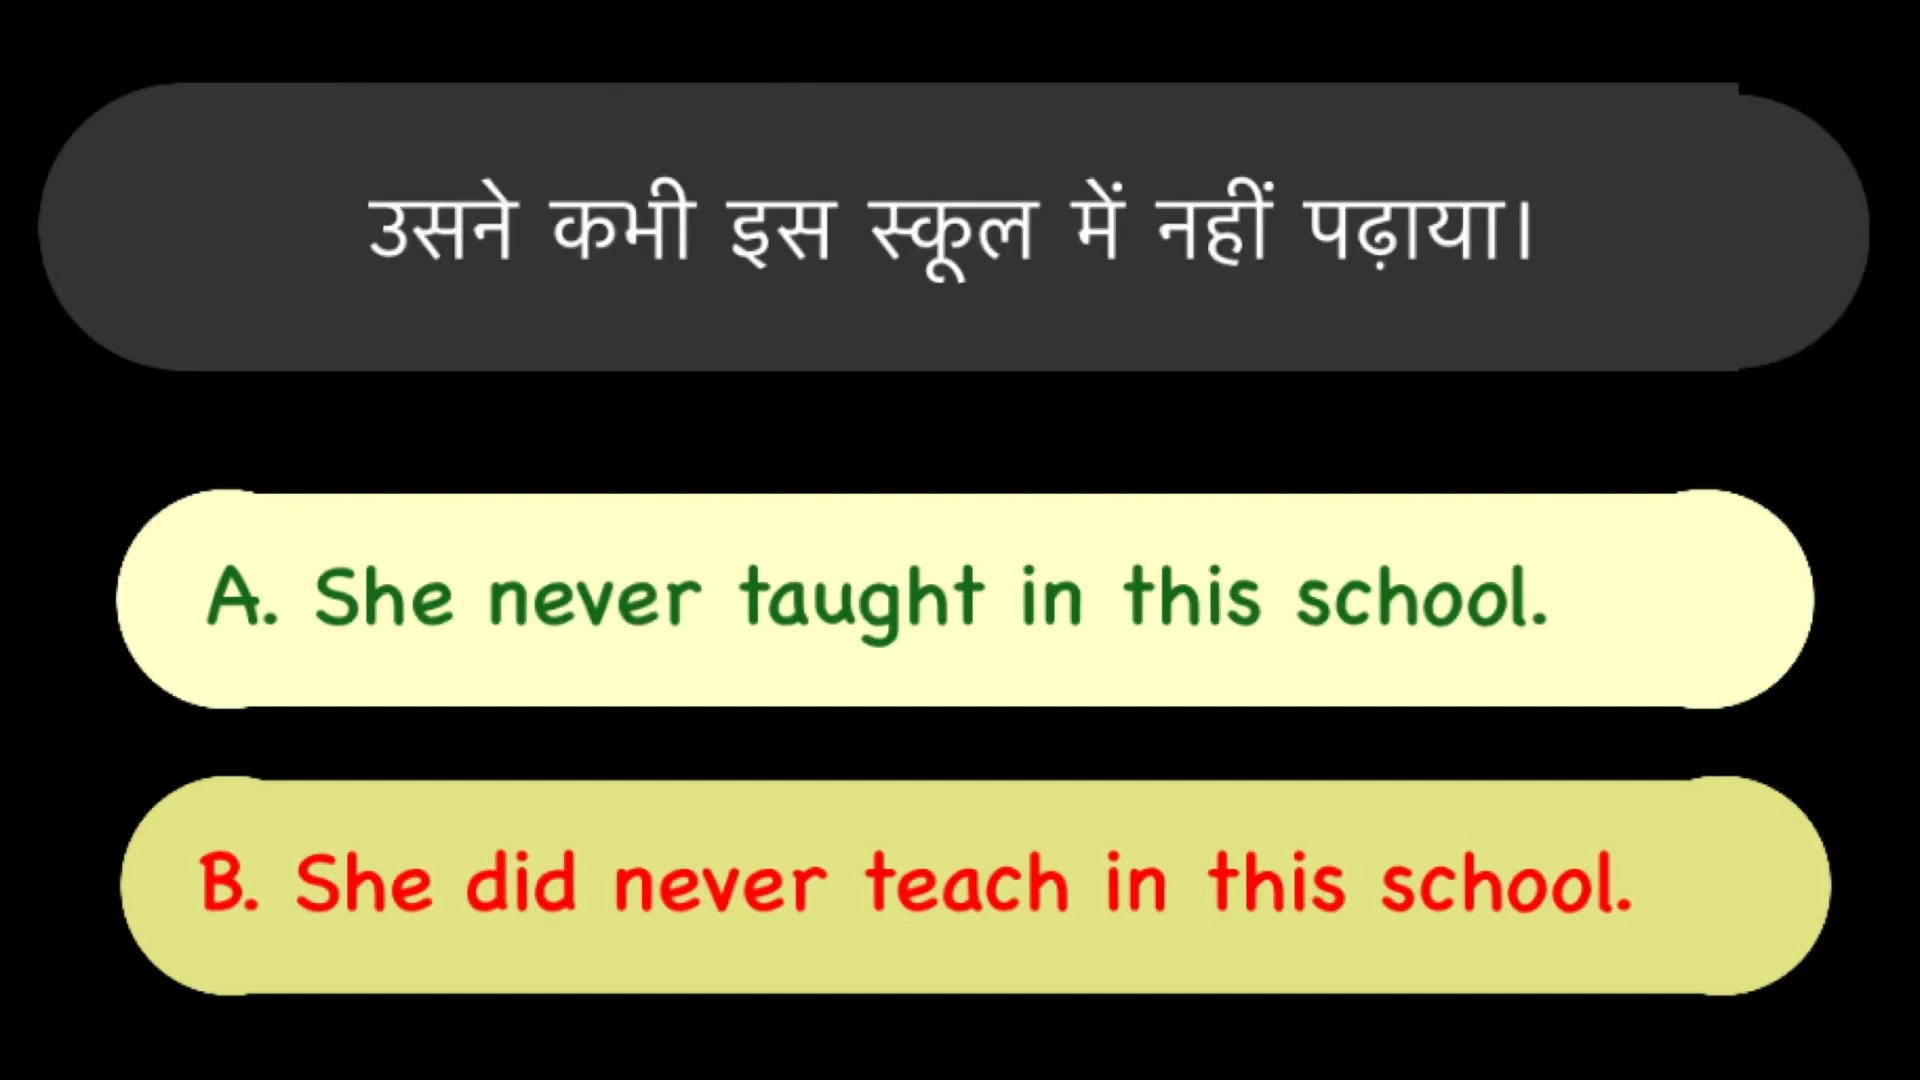 उसने कभी इस स्कूल में नहीं पढ़ाया।
A. She never taught in this school.
B. She did never teach in this school.